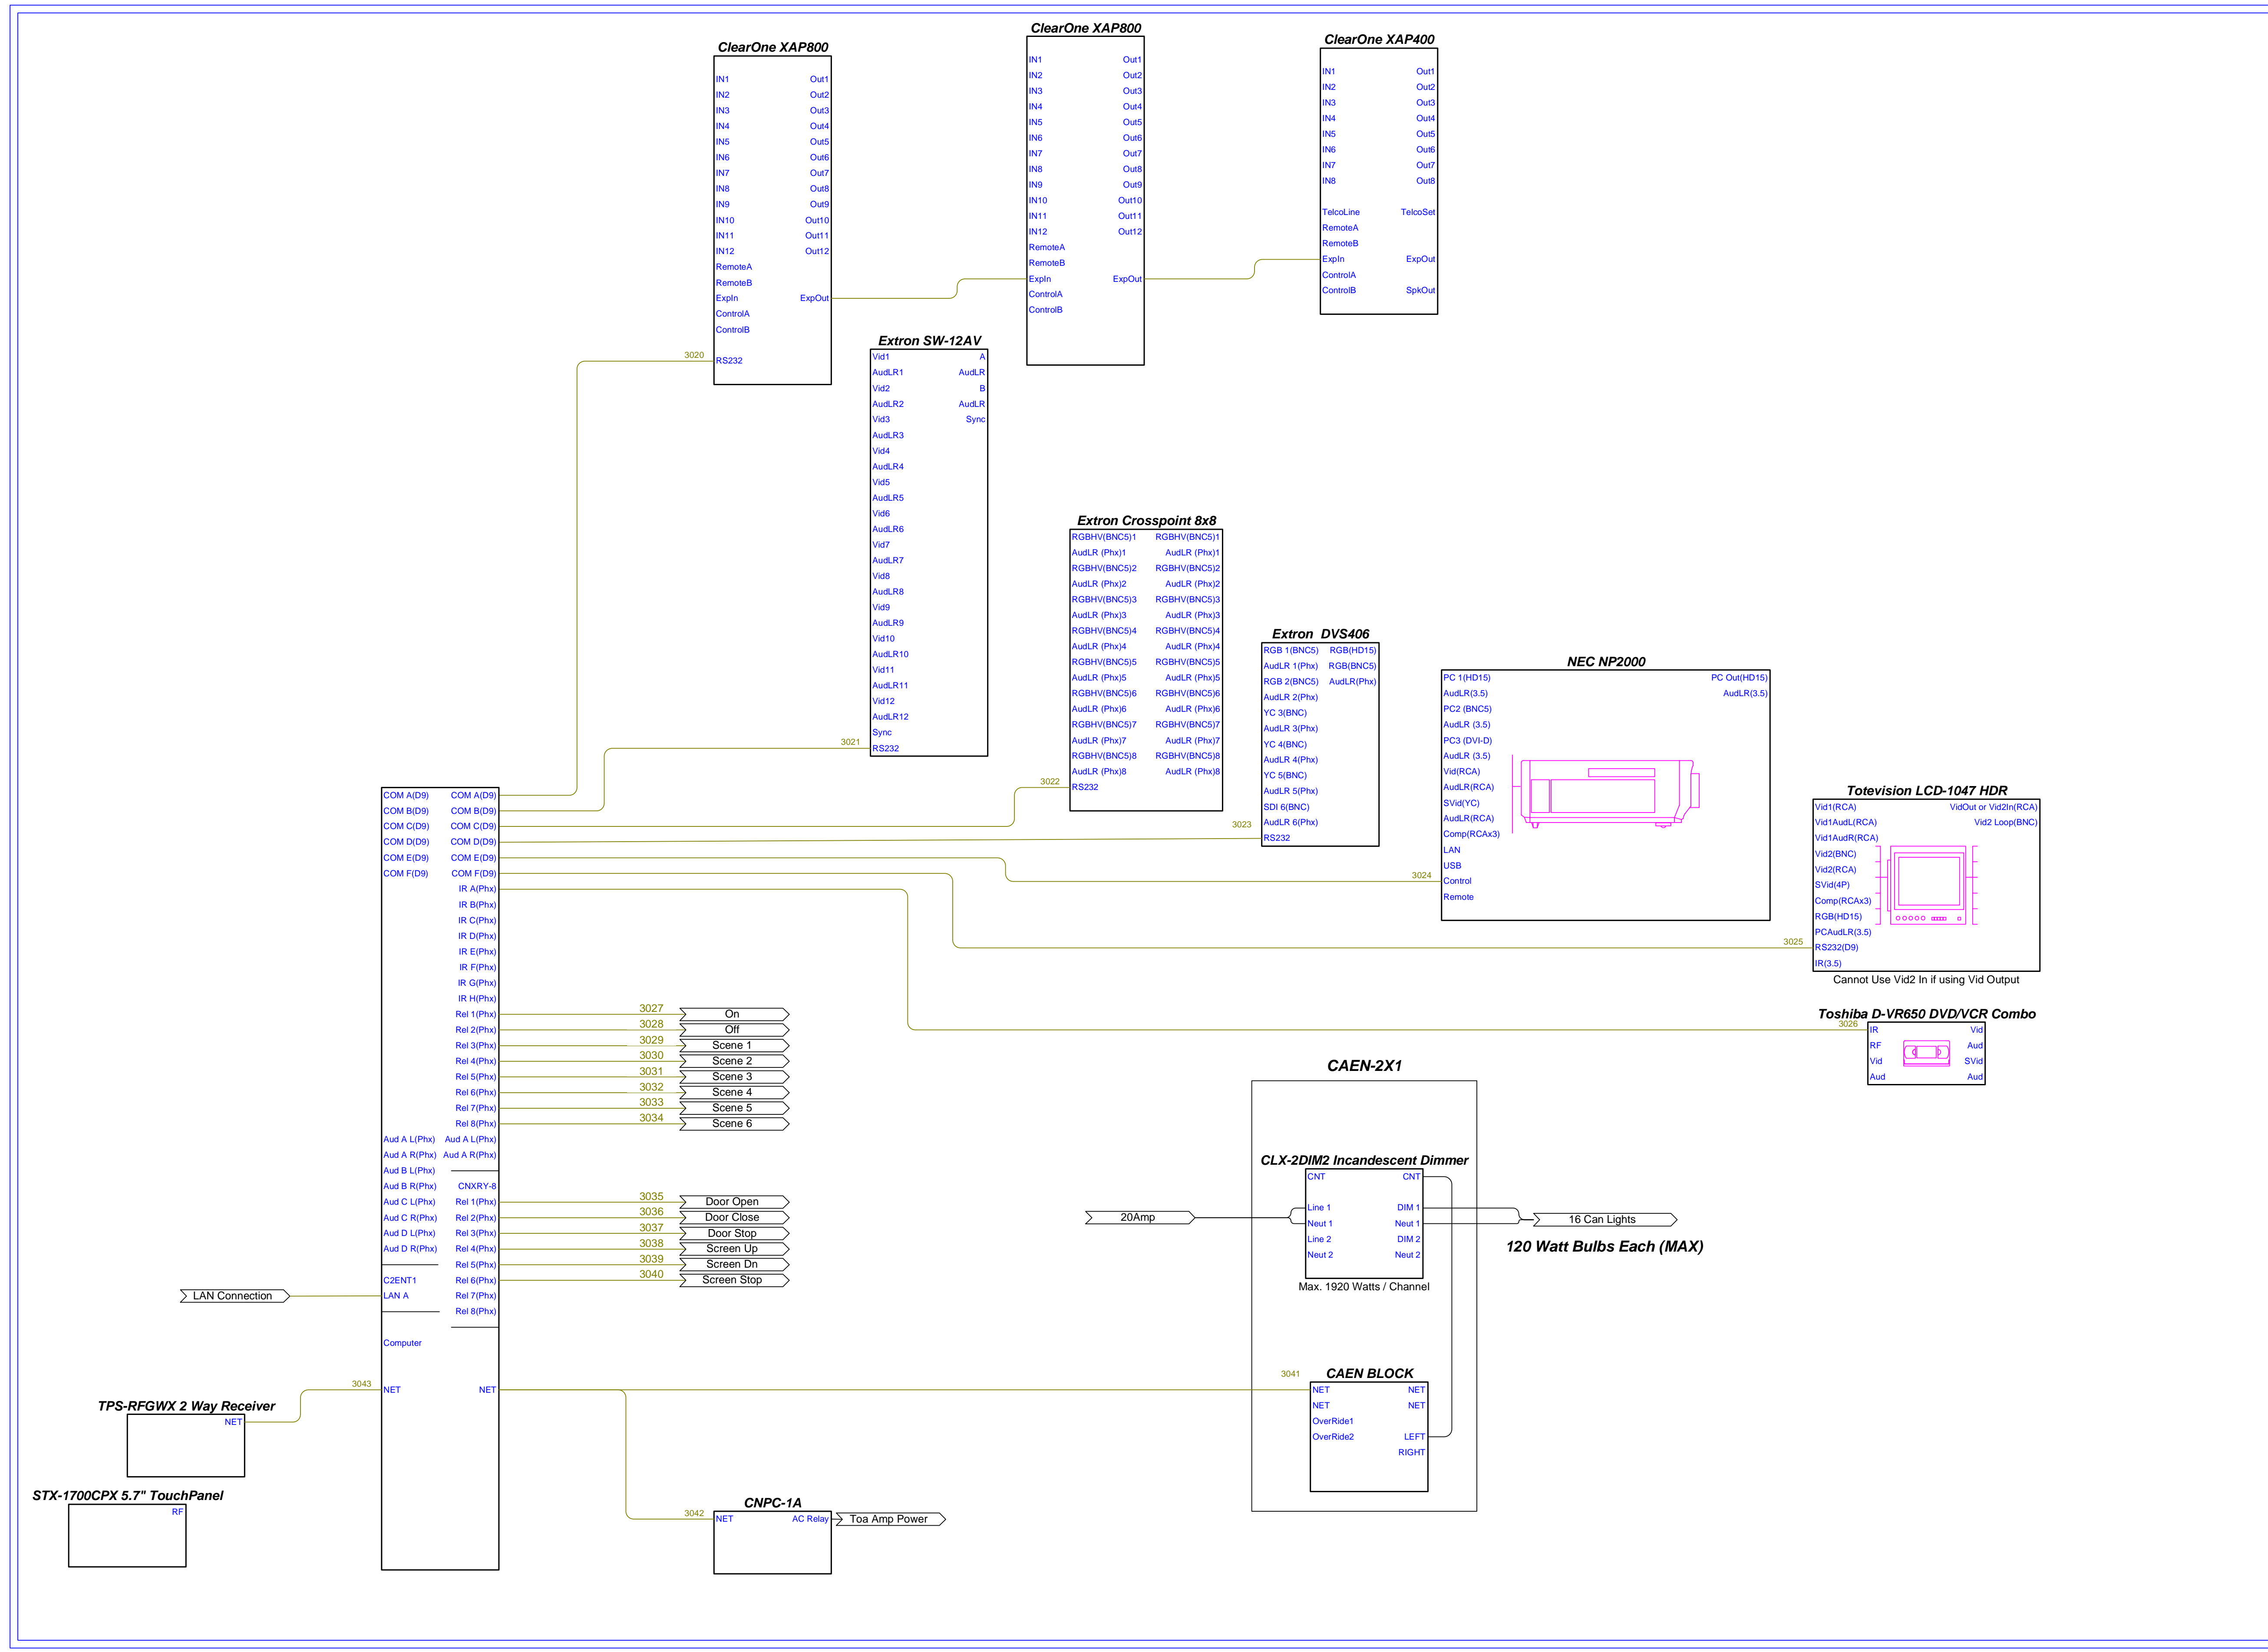 ClearOne XAP800
IN1 Out1
IN2 Out2
IN3 Out3
IN4 Out4
IN5 Out5
IN6 Out6
IN7 Out7
IN8 Out8
IN9 Out9
IN10 Out10
IN11 Out11
IN12 Out12
RemoteA
RemoteB
ExpIn ExpOut
ControlA
ControlB
3020 RS232
ClearOne XAP800
IN1 Out1
IN2 Out2
IN3 Out3
IN4 Out4
IN5 Out5
IN6 Out6
IN7 Out7
IN8 Out8
IN9 Out9
IN10 Out10
IN11 Out11
IN12 Out12
RemoteA
RemoteB
ExpIn ExpOut
ControlA
ControlB
ClearOne XAP400
IN1 Out1
IN2 Out2
IN3 Out3
IN4 Out4
IN5 Out5
IN6 Out6
IN7 Out7
IN8 Out8
TelcoLine TelcoSet
RemoteA
RemoteB
ExpIn ExpOut
ControlA
ControlB SpkOut
Extron SW-12AV
Vid1 A
AudLR1 AudLR
Vid2 B
AudLR2 AudLR
Vid3 Sync
AudLR3
Vid4
AudLR4
Vid5
AudLR5
Vid6
AudLR6
Vid7
AudLR7
Vid8
AudLR8
Vid9
AudLR9
Vid10
AudLR10
Vid11
AudLR11
Vid12
AudLR12
Sync
3021 RS232
Extron Crosspoint 8x8
RGBHV(BNC5)1 RGBHV(BNC5)1
AudLR (Phx)1 AudLR (Phx)1
RGBHV(BNC5)2 RGBHV(BNC5)2
AudLR (Phx)2 AudLR (Phx)2
RGBHV(BNC5)3 RGBHV(BNC5)3
AudLR (Phx)3 AudLR (Phx)3
RGBHV(BNC5)4 RGBHV(BNC5)4
AudLR (Phx)4 AudLR (Phx)4
RGBHV(BNC5)5 RGBHV(BNC5)5
AudLR (Phx)5 AudLR (Phx)5
RGBHV(BNC5)6 RGBHV(BNC5)6
AudLR (Phx)6 AudLR (Phx)6
RGBHV(BNC5)7 RGBHV(BNC5)7
AudLR (Phx)7 AudLR (Phx)7
RGBHV(BNC5)8 RGBHV(BNC5)8
AudLR (Phx)8 AudLR (Phx)8
3022 RS232
Extron DVS406
RGB 1(BNC5) RGB(HD15)
AudLR 1(Phx) RGB(BNC5)
RGB 2(BNC5) AudLR(Phx)
AudLR 2(Phx)
YC 3(BNC)
AudLR 3(Phx)
YC 4(BNC)
AudLR 4(Phx)
YC 5(BNC)
AudLR 5(Phx)
SDI 6(BNC)
AudLR 6(Phx)
3023 RS232
NEC NP2000
PC 1(HD15) PC Out(HD15)
AudLR(3.5) AudLR(3.5)
PC2 (BNC5)
AudLR (3.5)
PC3 (DVI-D)
AudLR (3.5)
Vid(RCA)
AudLR(RCA)
SVid(YC)
AudLR(RCA)
Comp(RCAx3)
LAN
USB
3024 Control
Remote
Totevision LCD-1047 HDR
Vid1(RCA) VidOut or Vid2In(RCA)
Vid1AudL(RCA) Vid2 Loop(BNC)
Vid1AudR(RCA)
Vid2(BNC)
Vid2(RCA)
SVid(4P)
Comp(RCAx3)
RGB(HD15)
PCAudLR(3.5)
3025 RS232(D9)
IR(3.5)
Cannot Use Vid2 In if using Vid Output
Toshiba D-VR650 DVD/VCR Combo
3026 IR Vid
RF Aud
Vid SVid
Aud Aud
COM A(D9) COM A(D9)
COM B(D9) COM B(D9)
COM C(D9) COM C(D9)
COM D(D9) COM D(D9)
COM E(D9) COM E(D9)
COM F(D9) COM F(D9)
IR A(Phx)
IR B(Phx)
IR C(Phx)
IR D(Phx)
IR E(Phx)
IR F(Phx)
IR G(Phx)
IR H(Phx)
Rel 1(Phx) 3027 On
Rel 2(Phx) 3028 Off
Rel 3(Phx) 3029 Scene 1
Rel 4(Phx) 3030 Scene 2
Rel 5(Phx) 3031 Scene 3
Rel 6(Phx) 3032 Scene 4
Rel 7(Phx) 3033 Scene 5
Rel 8(Phx) 3034 Scene 6
Aud A L(Phx) Aud A L(Phx)
Aud A R(Phx) Aud A R(Phx)
Aud B L(Phx)
Aud B R(Phx) CNXRY-8
Aud C L(Phx) Rel 1(Phx) 3035 Door Open
Aud C R(Phx) Rel 2(Phx) 3036 Door Close
Aud D L(Phx) Rel 3(Phx) 3037 Door Stop
Aud D R(Phx) Rel 4(Phx) 3038 Screen Up
Rel 5(Phx) 3039 Screen Dn
C2ENT1 Rel 6(Phx) 3040 Screen Stop
LAN Connection LAN A Rel 7(Phx)
Rel 8(Phx)
Computer
3043 NET NET
TPS-RFGWX 2 Way Receiver
NET
STX-1700CPX 5.7" TouchPanel
RF
CNPC-1A
3042 NET AC Relay Toa Amp Power
CAEN-2X1
CLX-2DIM2 Incandescent Dimmer
CNT CNT
20Amp Line 1 DIM 1
Neut 1 Neut 1 16 Can Lights
Line 2 DIM 2
Neut 2 Neut 2
120 Watt Bulbs Each (MAX)
Max. 1920 Watts / Channel
3041 CAEN BLOCK
NET NET
NET NET
OverRide1
OverRide2 LEFT
RIGHT